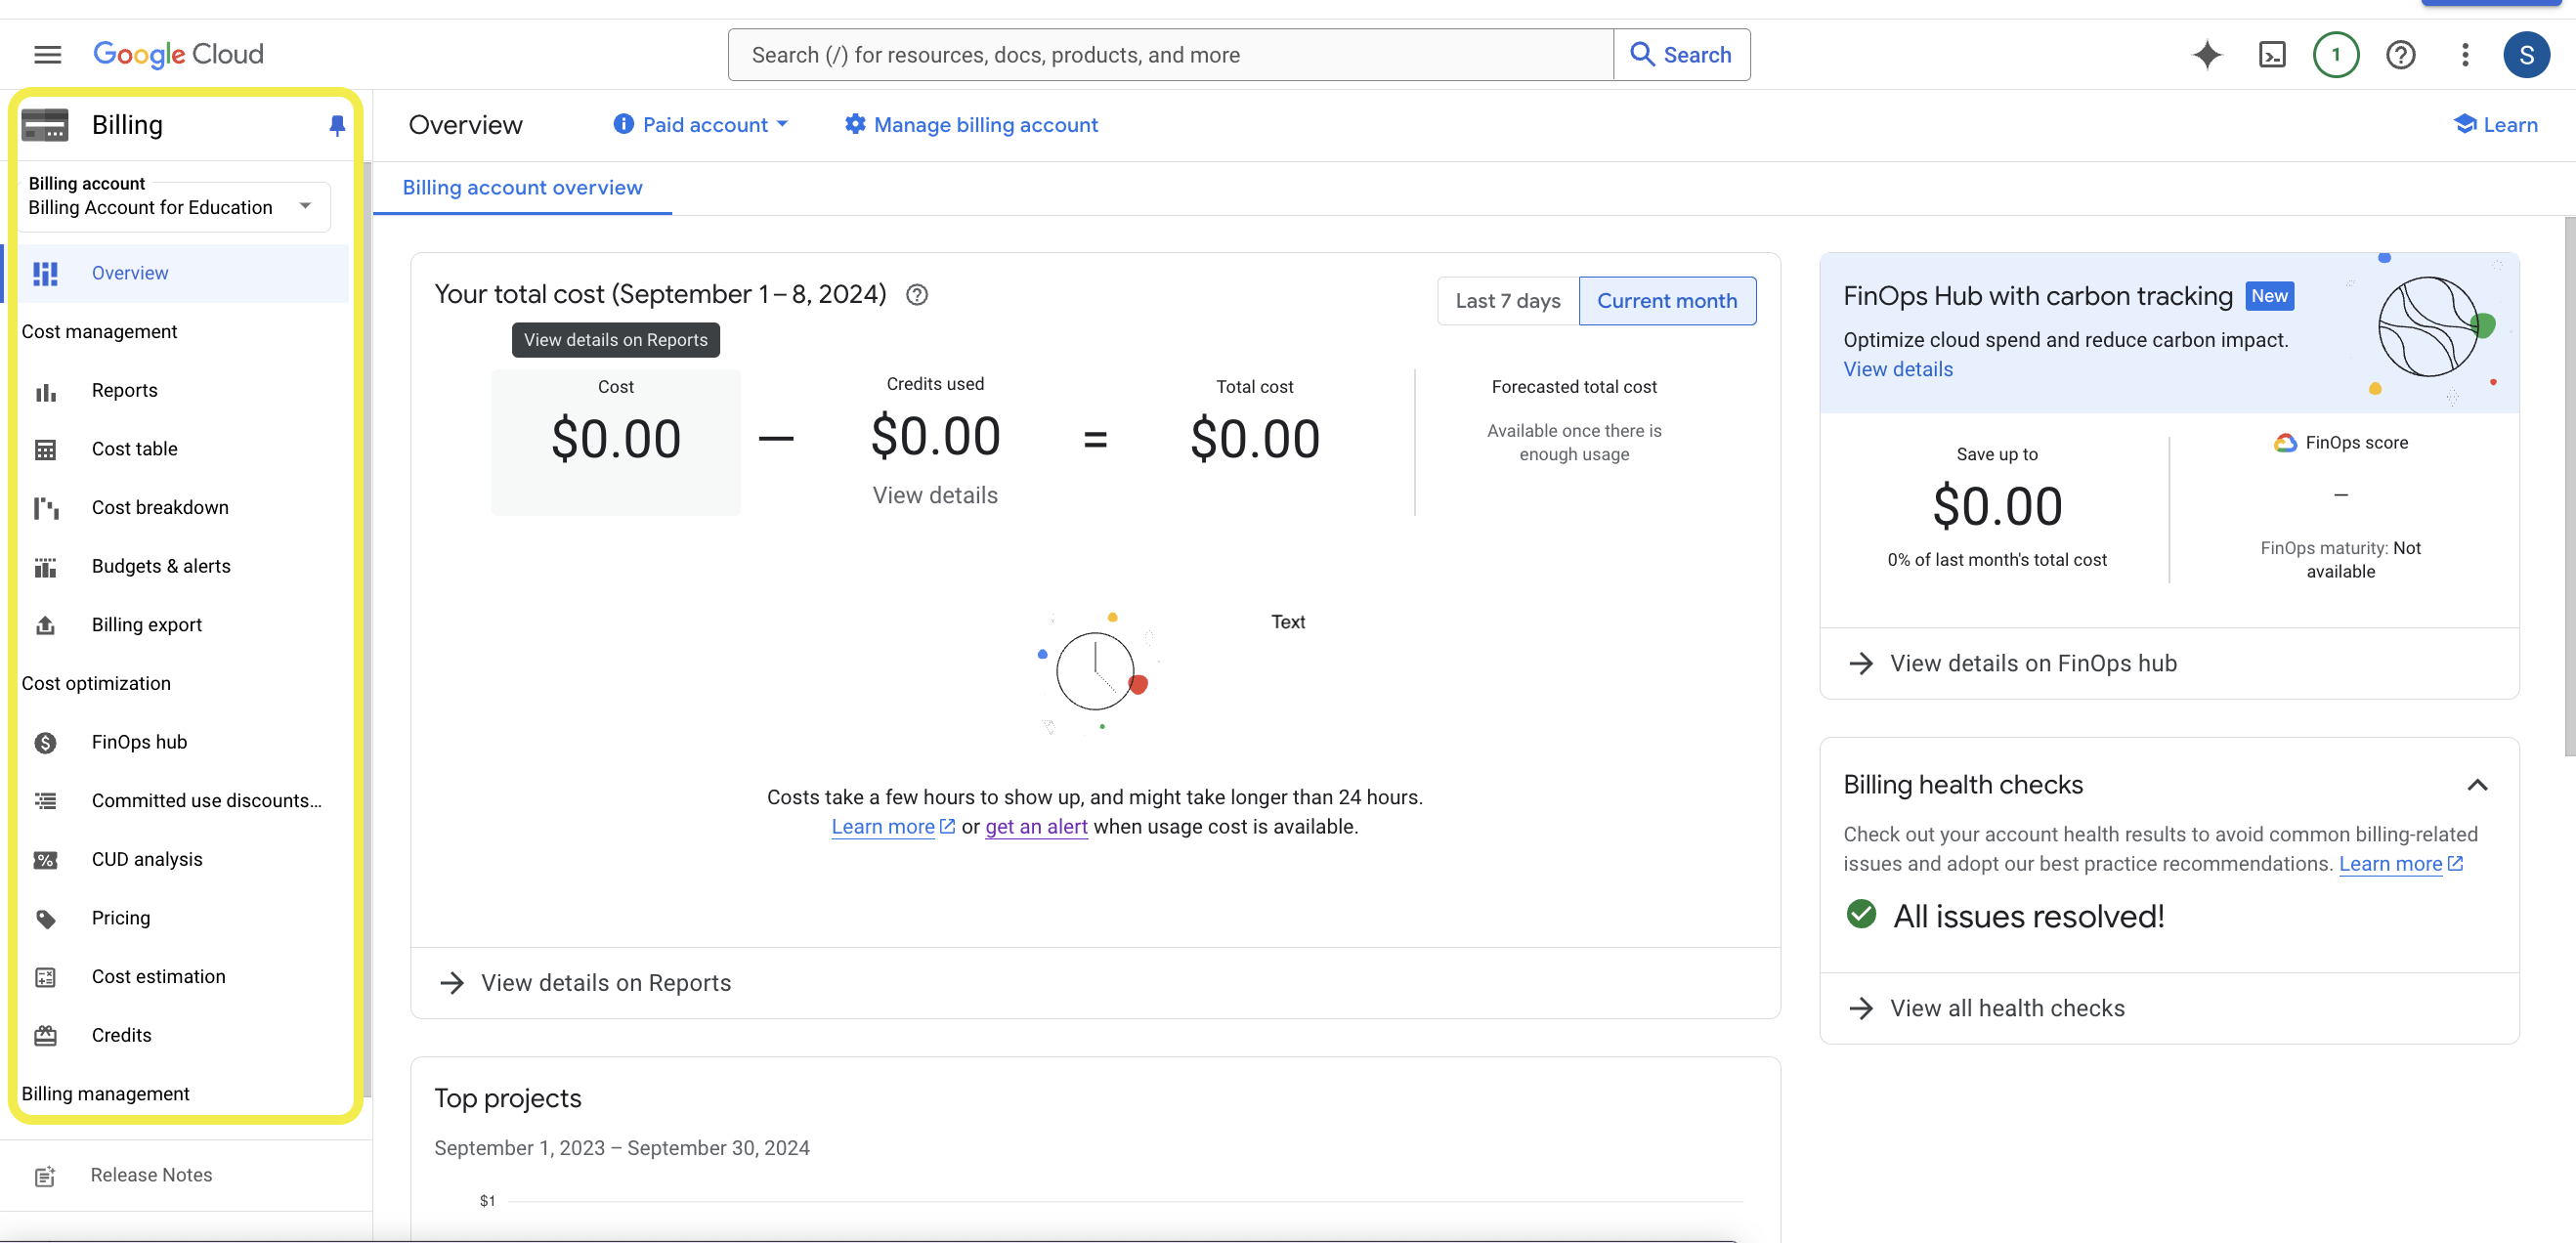 Google Cloud
Search (/) for resources, docs, products, and more
Search
1
S
Billing
Overview
Paid account
Manage billing account
Learn
Billing account
Billing Account for Education
Billing account overview
Overview
Cost management
Reports
Cost table
Cost breakdown
Budgets & alerts
Billing export
Cost optimization
FinOps hub
Committed use discounts...
CUD analysis
Pricing
Cost estimation
Credits
Billing management
Release Notes
Your total cost (September 1 – 8, 2024)
Last 7 days
Current month
View details on Reports
Cost
$0.00
—
Credits used
$0.00
View details
=
Total cost
$0.00
Forecasted total cost
Available once there is
enough usage
Text
Costs take a few hours to show up, and might take longer than 24 hours.
Learn more or get an alert when usage cost is available.
View details on Reports
Top projects
September 1, 2023 – September 30, 2024
$1
FinOps Hub with carbon tracking New
Optimize cloud spend and reduce carbon impact.
View details
Save up to
$0.00
0% of last month's total cost
FinOps score
–
FinOps maturity: Not
available
View details on FinOps hub
Billing health checks
Check out your account health results to avoid common billing-related
issues and adopt our best practice recommendations. Learn more
All issues resolved!
View all health checks